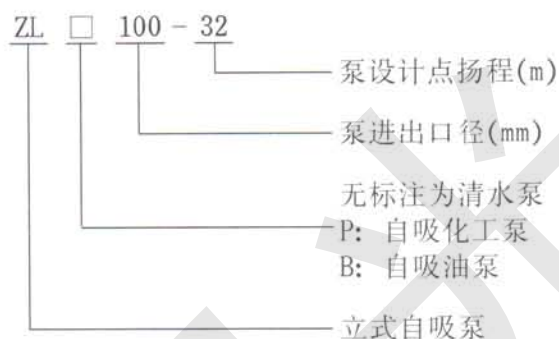 ZL □ 100－32
泵设计点扬程(m)
泵进出口径(mm)
无标注为清水泵
P: 自吸化工泵
B: 自吸油泵
立式自吸泵